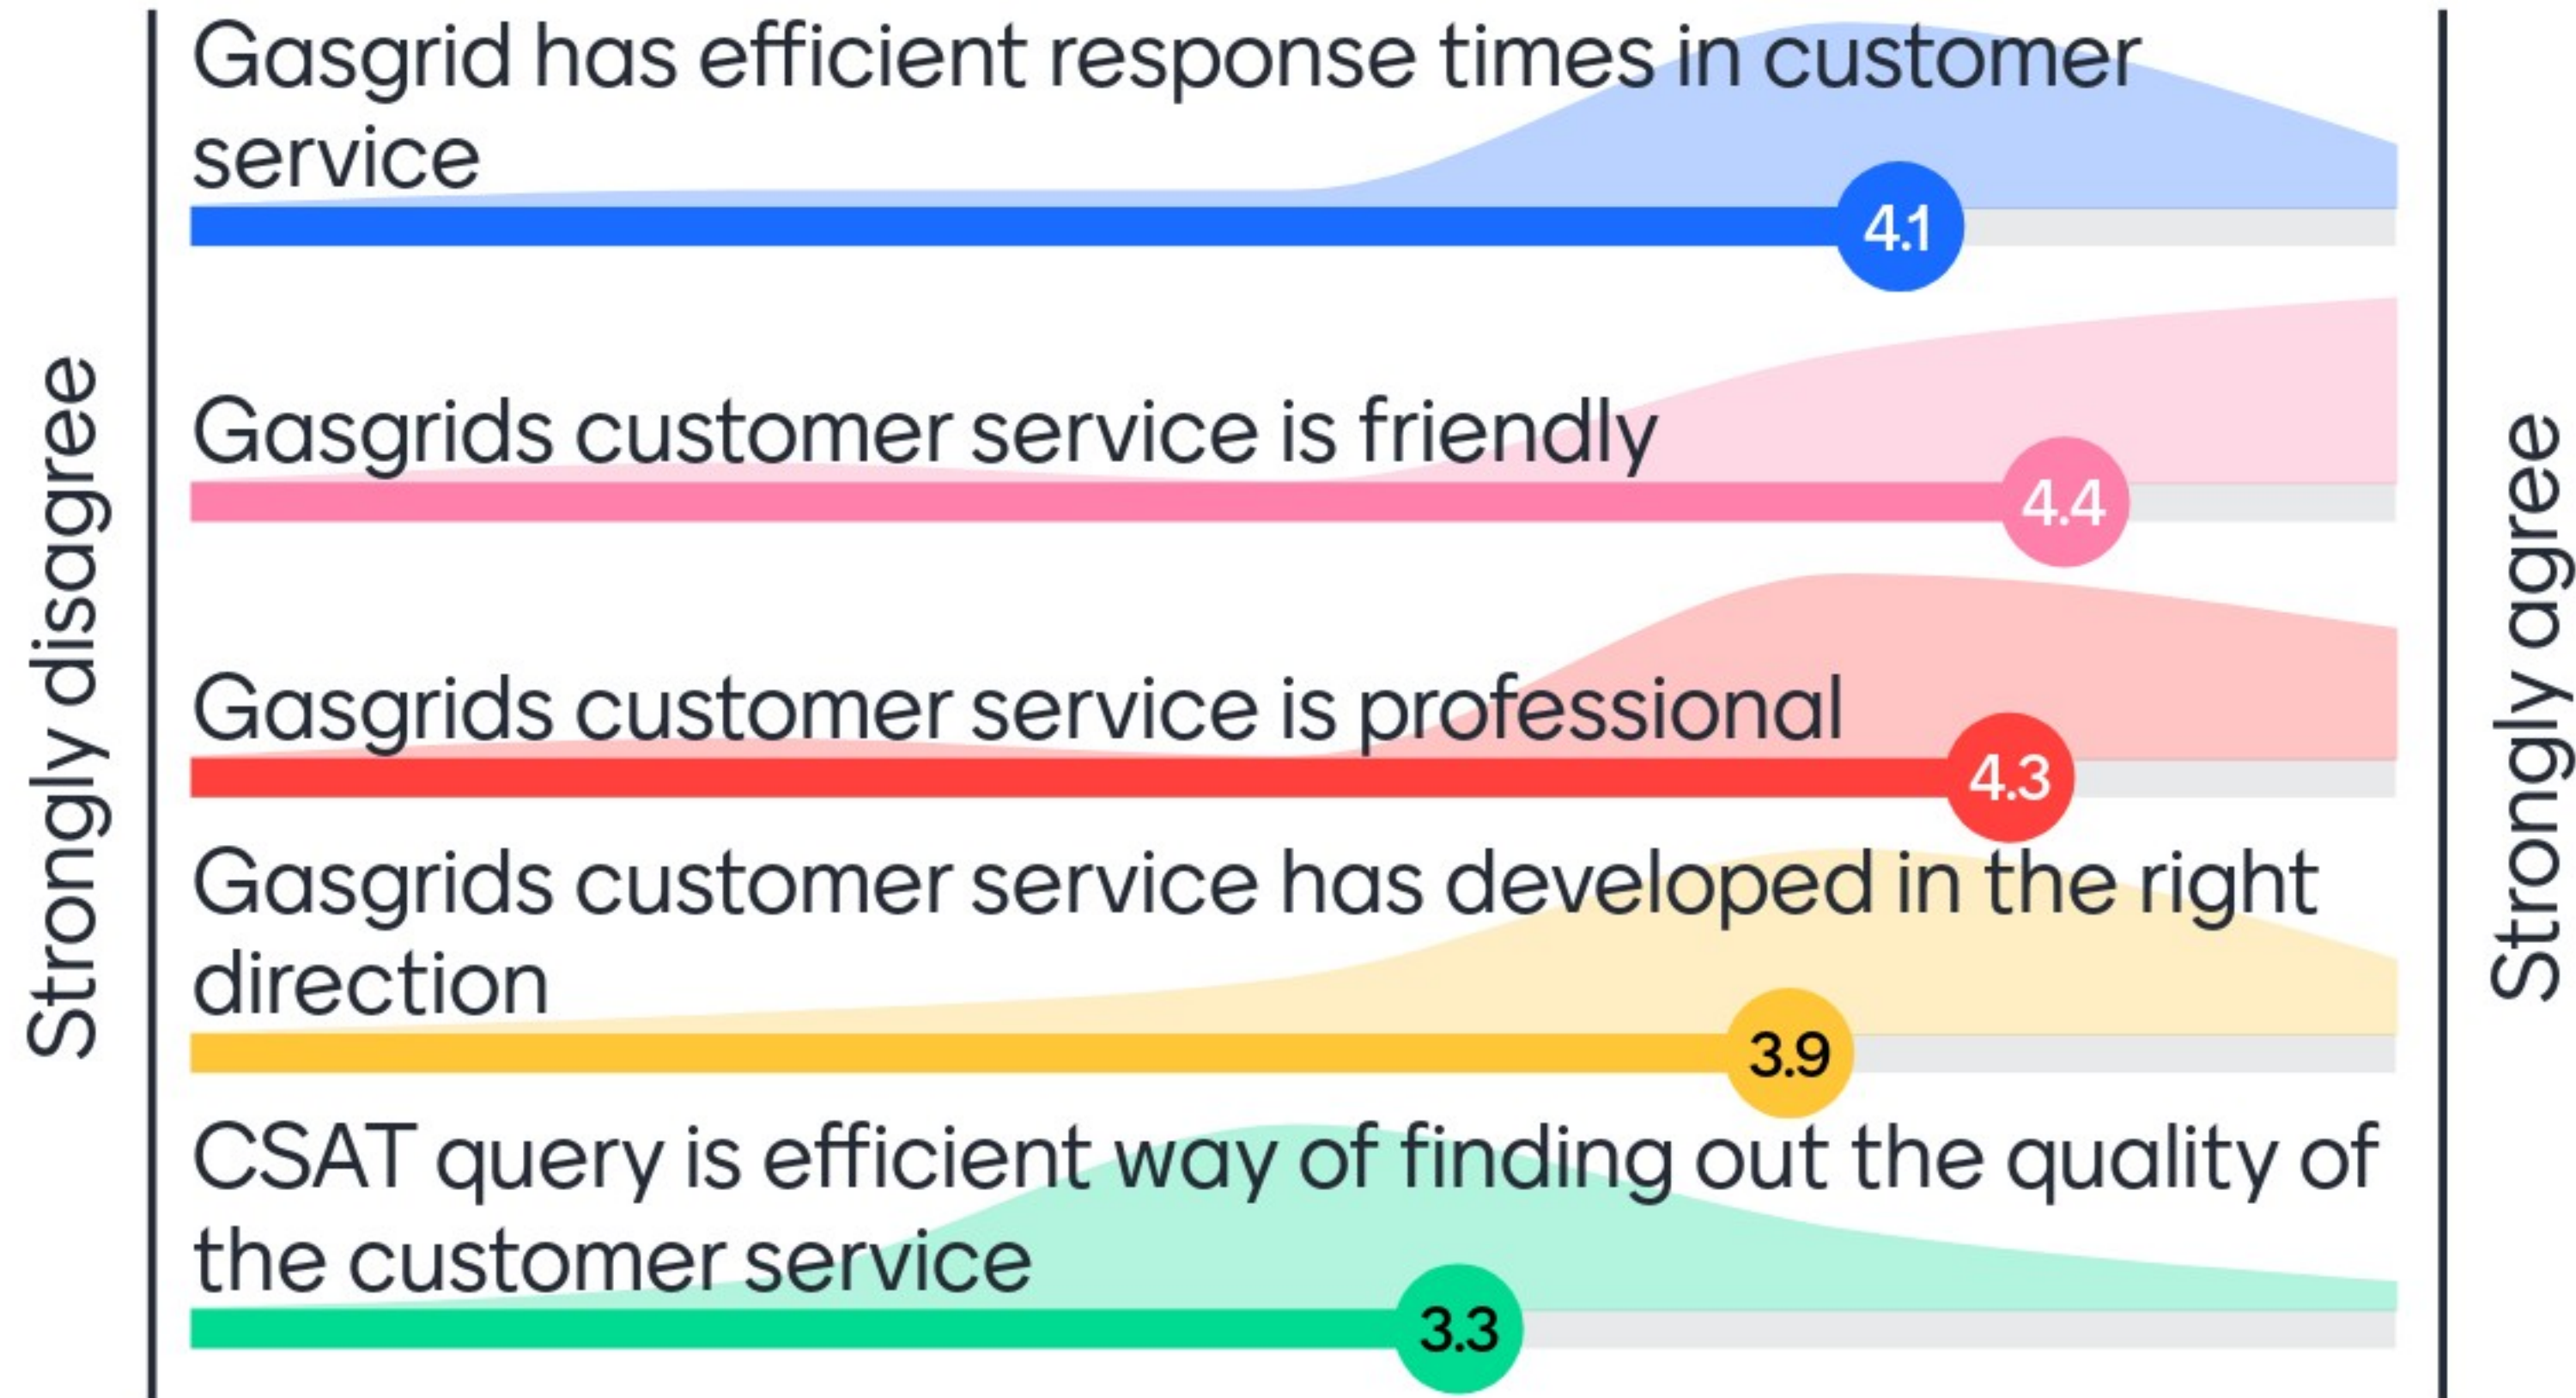 Strongly disagree
Gasgrid has efficient response times in customer
service
4.1
Gasgrids customer service is friendly
4.4
Gasgrids customer service is professional
4.3
Gasgrids customer service has developed in the right
direction
3.9
CSAT query is efficient way of finding out the quality of
the customer service
3.3
Strongly agree